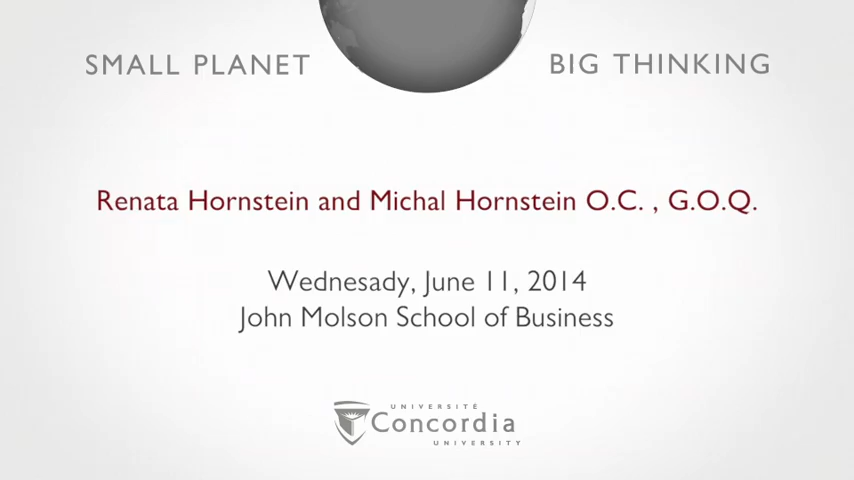 SMALL PLANET BIG THINKING
Renata Hornstein and Michal Hornstein O.C. , G.O.Q.
Wednesady, June 11, 2014
John Molson School of Business
UNIVERSITÉ
Concordia
UNIVERSITY